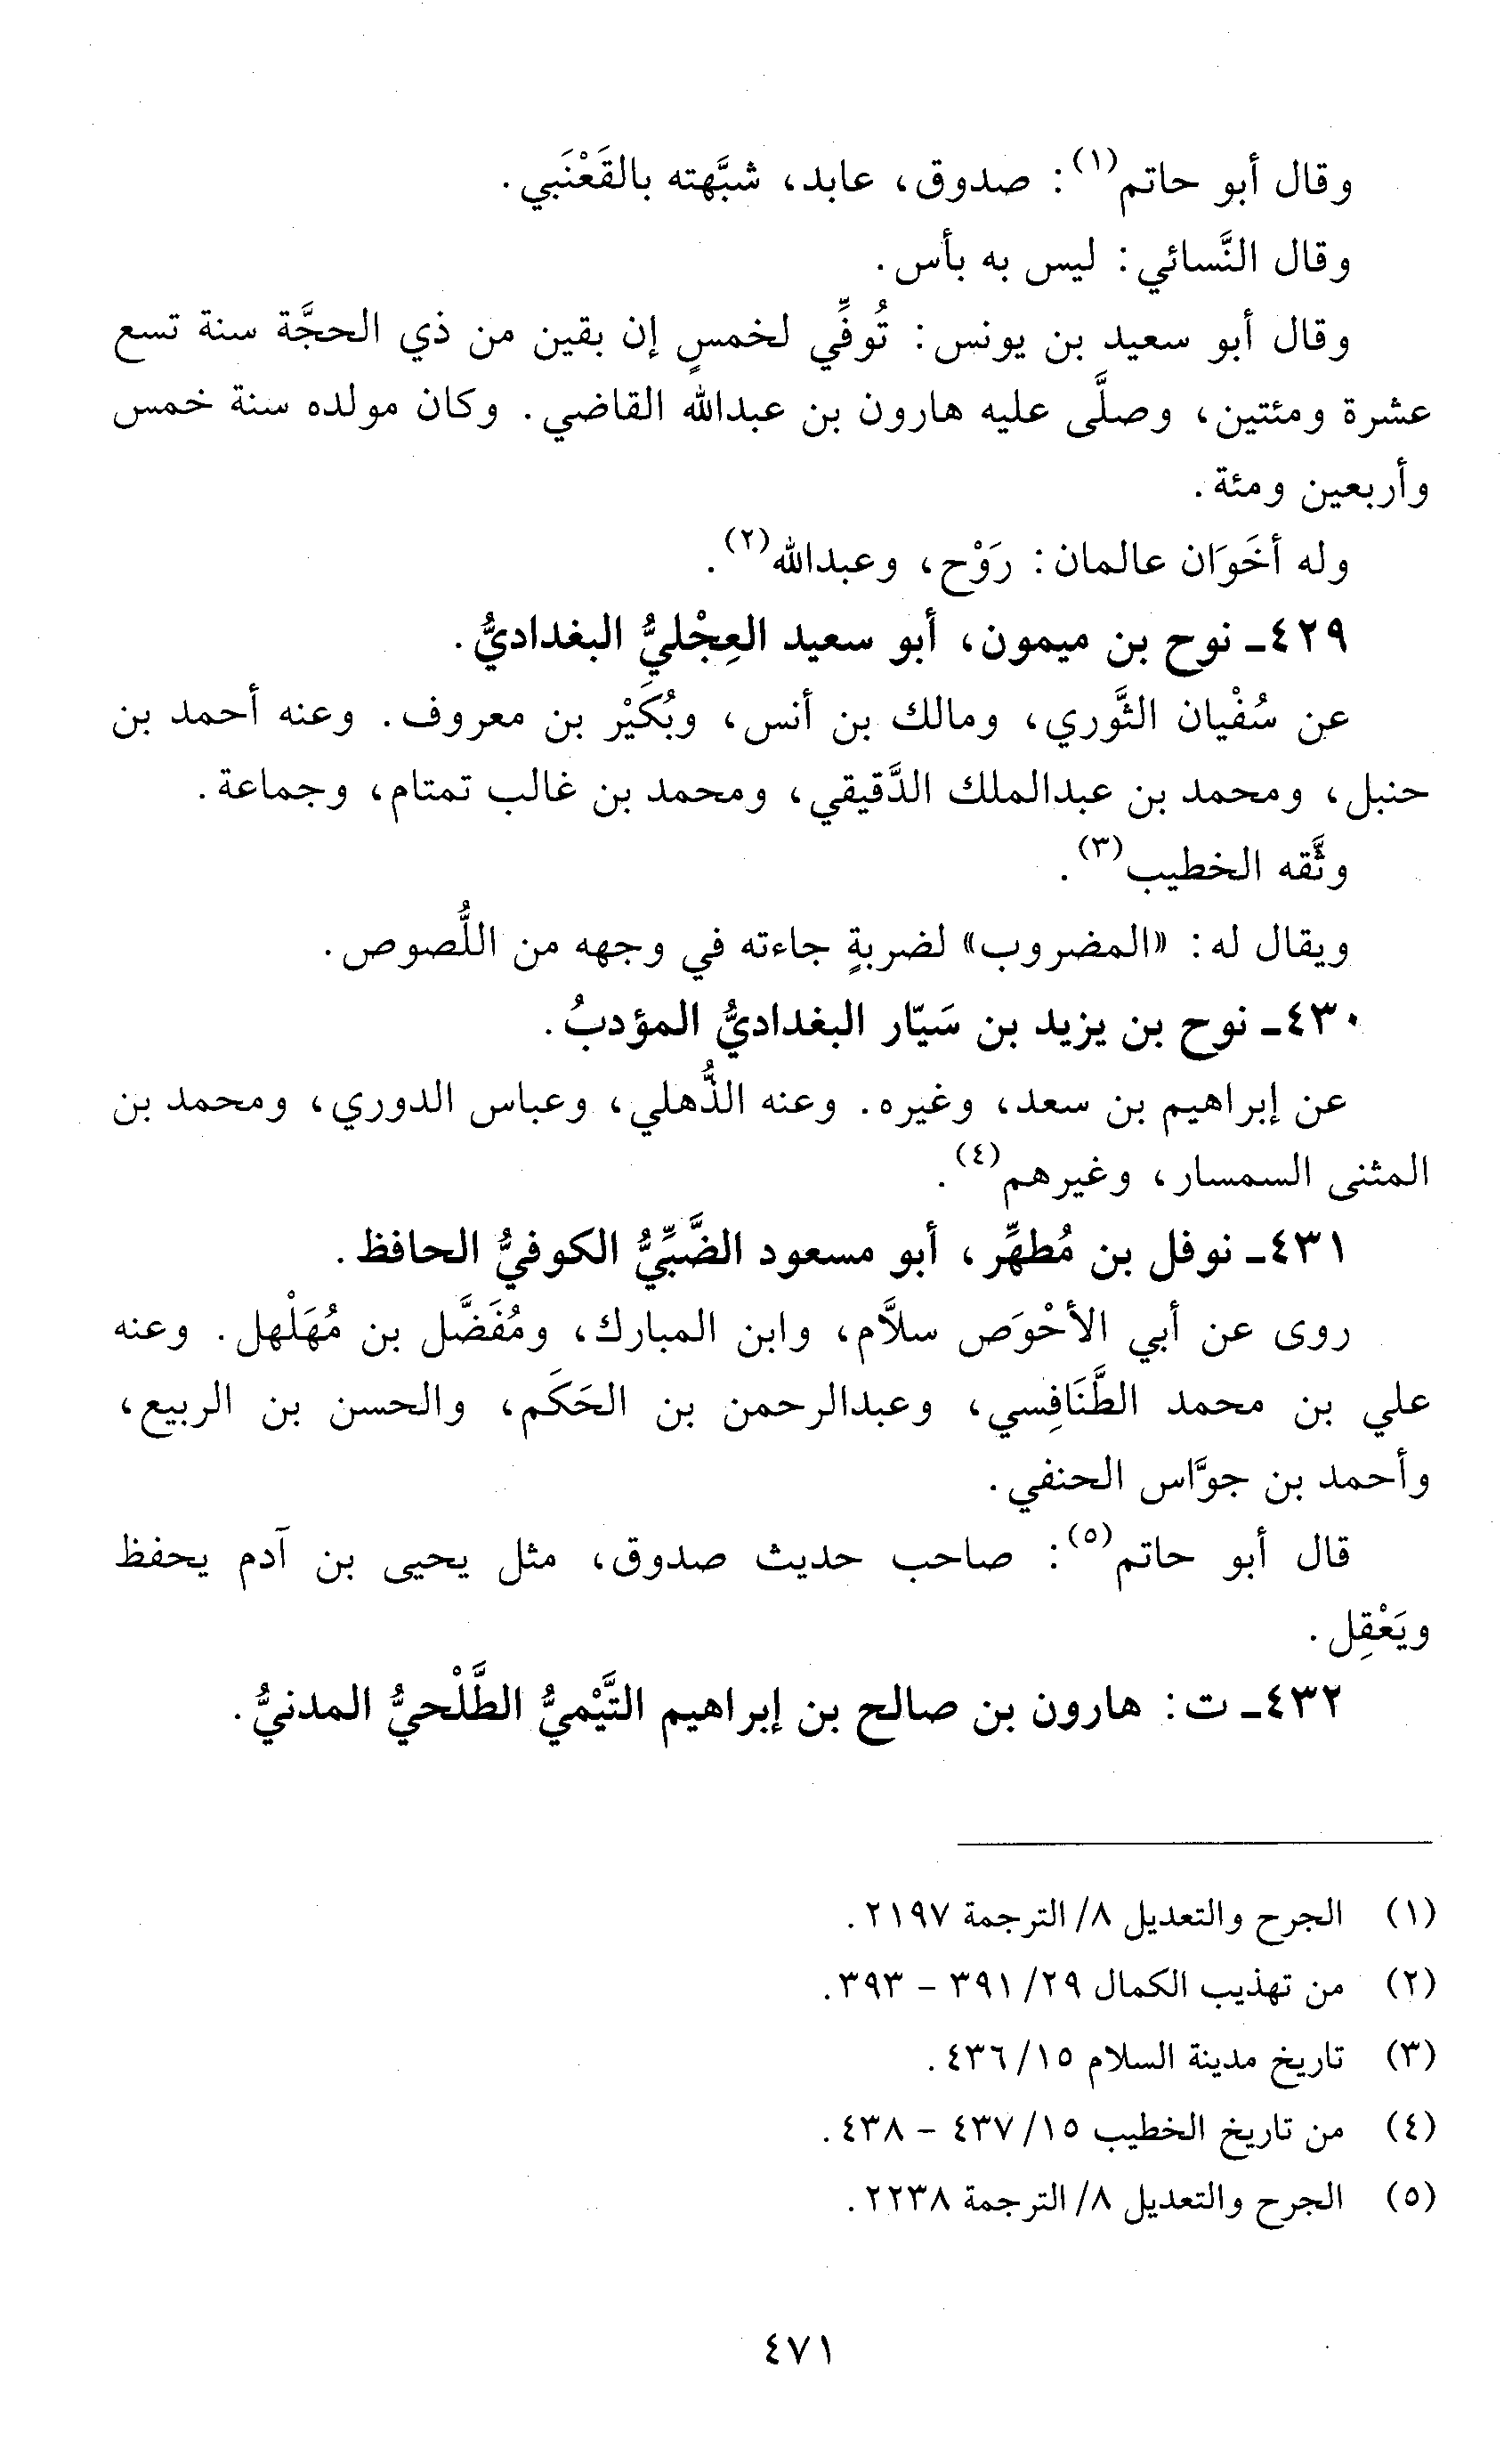 وقال أبو حاتم(١): صدوق، عابد، شبَّهته بالقَعْنَبي.
وقال النَّسائي: ليس به بأس.
وقال أبو سعيد بن يونس: تُوفِّي لخمسٍ إن بقين من ذي الحجَّة سنة تسع
عشرة ومئتين، وصلَّى عليه هارون بن عبدالله القاضي. وكان مولده سنة خمس
وأربعين ومئة.
وله أخَوَان عالمان: رَوْح، وعبدالله(٢).
٤٢٩ـ نوح بن ميمون، أبو سعيد العِجْليُّ البغداديُّ.
عن سُفْيان الثَّوري، ومالك بن أنس، وبُكَيْر بن معروف. وعنه أحمد بن
حنبل، ومحمد بن عبدالملك الدَّقيقي، ومحمد بن غالب تمتام، وجماعة.
وثَّقه الخطيب(٣).
ويقال له: «المضروب» لضربةٍ جاءته في وجهه من اللُّصوص.
٤٣٠ـ نوح بن يزيد بن سَيّار البغداديُّ المؤدبُ.
عن إبراهيم بن سعد، وغيره. وعنه الذُّهلي، وعباس الدوري، ومحمد بن
المثنى السمسار، وغيرهم(٤).
٤٣١ـ نوفل بن مُطهِّر، أبو مسعود الضَّبِّيُّ الكوفيُّ الحافظ.
روى عن أبي الأحْوَص سلاَّم، وابن المبارك، ومُفَضَّل بن مُهَلْهل. وعنه
علي بن محمد الطَّنَافِسي، وعبدالرحمن بن الحَكَم، والحسن بن الربيع،
وأحمد بن جوَّاس الحنفي.
قال أبو حاتم(٥): صاحب حديث صدوق، مثل يحيى بن آدم يحفظ
ويَعْقِل.
٤٣٢ـ ت: هارون بن صالح بن إبراهيم التَّيْميُّ الطَّلْحيُّ المدنيُّ.
(١) الجرح والتعديل ٨/ الترجمة ٢١٩٧.
(٢) من تهذيب الكمال ٢٩/ ٣٩١ - ٣٩٣.
(٣) تاريخ مدينة السلام ١٥/ ٤٣٦.
(٤) من تاريخ الخطيب ١٥/ ٤٣٧ - ٤٣٨.
(٥) الجرح والتعديل ٨/ الترجمة ٢٢٣٨.
٤٧١